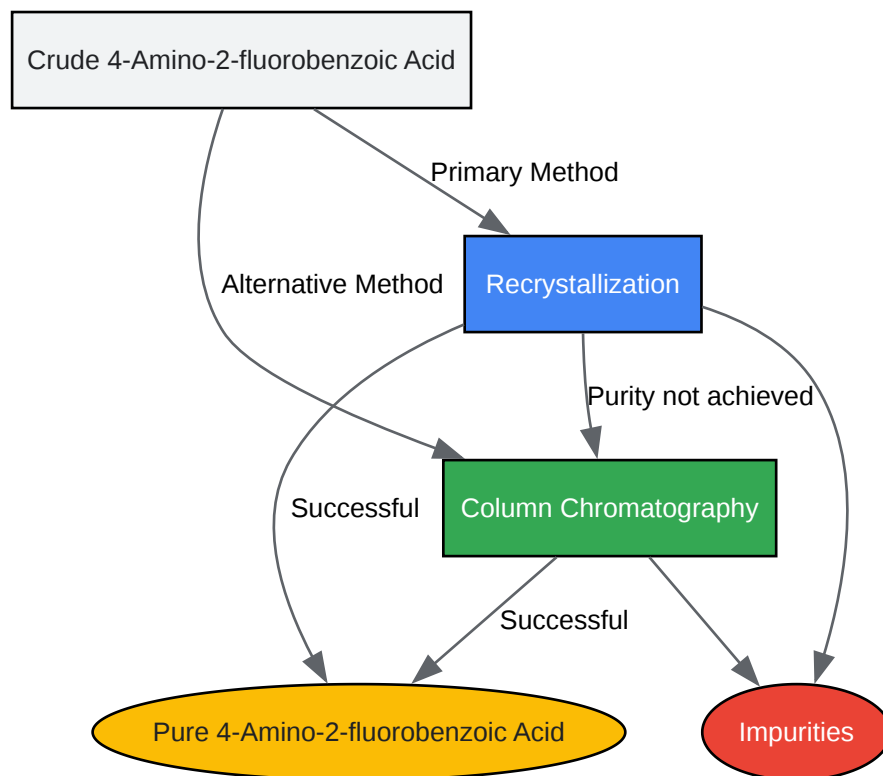 Crude 4-Amino-2-fluorobenzoic Acid
Primary Method
Alternative Method
Recrystallization
Purity not achieved
Successful
Column Chromatography
Successful
Pure 4-Amino-2-fluorobenzoic Acid
Impurities